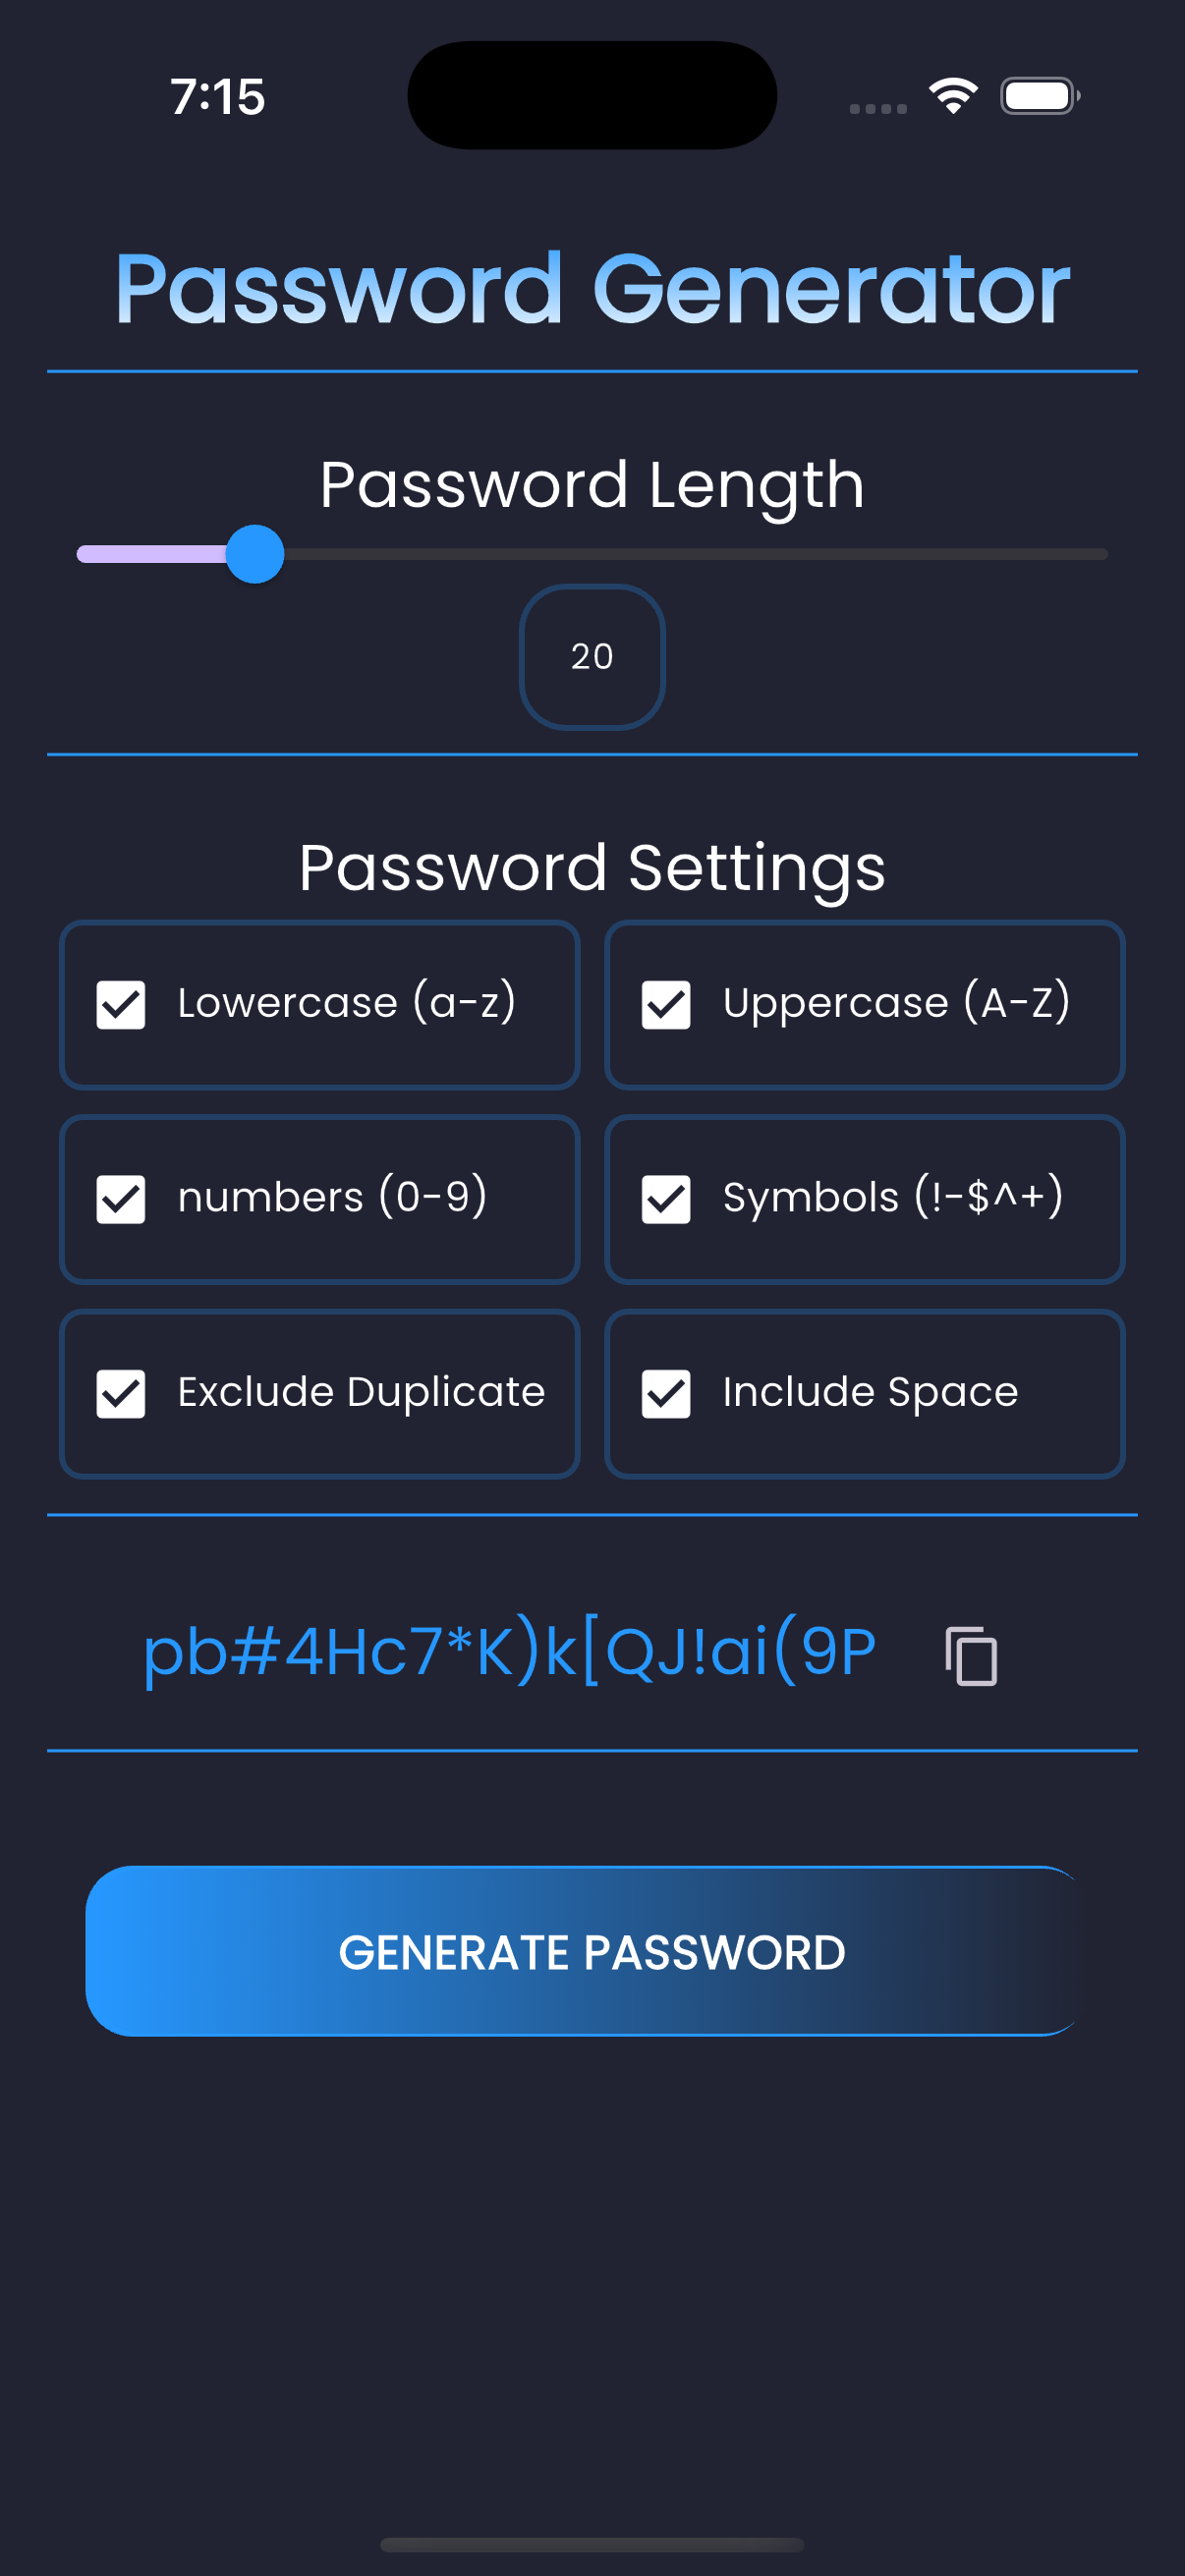 7:15
Password Generator
Password Length
20
Password Settings
Lowercase (a-z)
Uppercase (A-Z)
numbers (0-9)
Symbols (!-$^+)
Exclude Duplicate
Include Space
pb#4Hc7*K)k[QJ!ai(9P
GENERATE PASSWORD